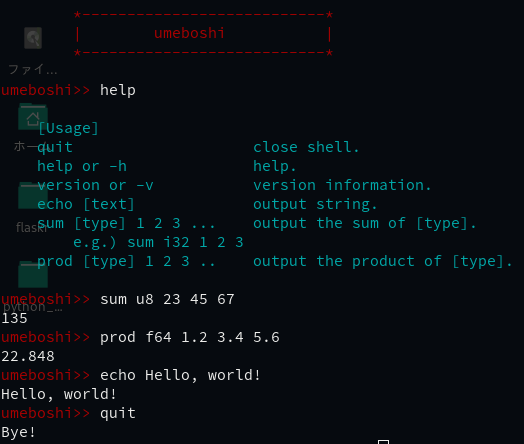 *---------------------------*
|        umeboshi           |
*---------------------------*
ファイ...
umeboshi>> help
[Usage]
ホーム
quit                    close shell.
help or -h              help.
version or -v           version information.
echo [text]             output string.
sum [type] 1 2 3 ...    output the sum of [type].
flask
e.g.) sum i32 1 2 3
prod [type] 1 2 3 ..    output the product of [type].
umeboshi>> sum u8 23 45 67
python_...
135
umeboshi>> prod f64 1.2 3.4 5.6
22.848
umeboshi>> echo Hello, world!
Hello, world!
umeboshi>> quit
Bye!